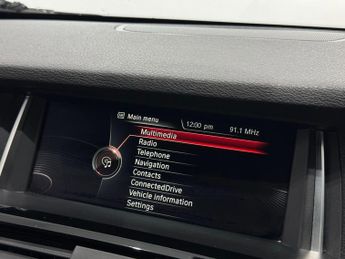 Main menu 12:00 pm 91.1 MHz
Multimedia
Radio
Telephone
Navigation
Contacts
ConnectedDrive
Vehicle information
Settings